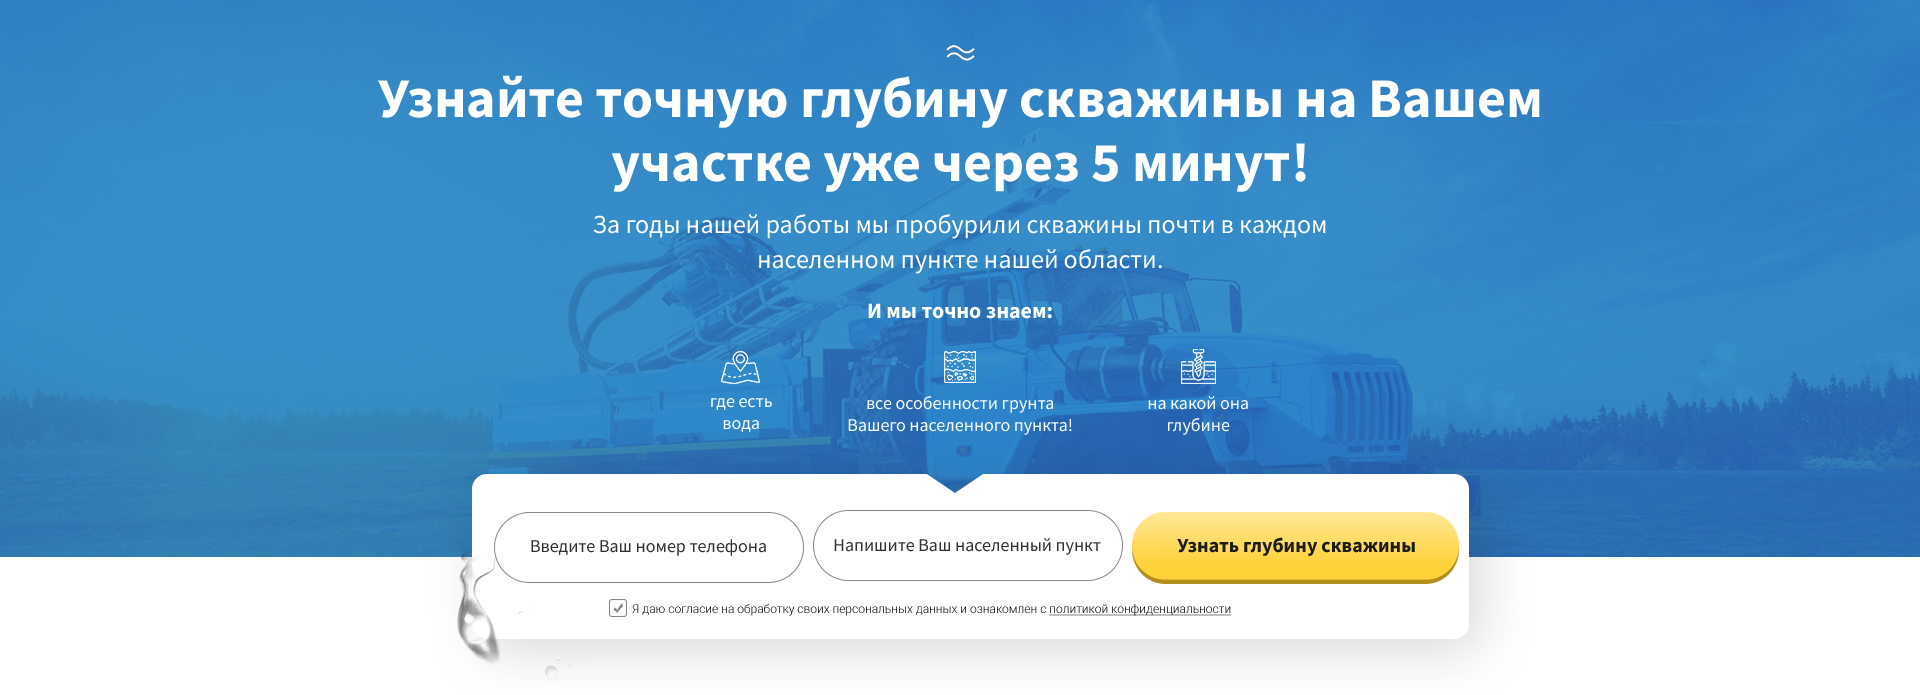 Узнайте точную глубину скважины на Вашем
участке уже через 5 минут!
За годы нашей работы мы пробурили скважины почти в каждом
населенном пункте нашей области.
И мы точно знаем:
где есть
вода
все особенности грунта
Вашего населенного пункта!
на какой она
глубине
Введите Ваш номер телефона
Напишите Ваш населенный пункт
Узнать глубину скважины
Я даю согласие на обработку своих персональных данных и ознакомлен с политикой конфиденциальности